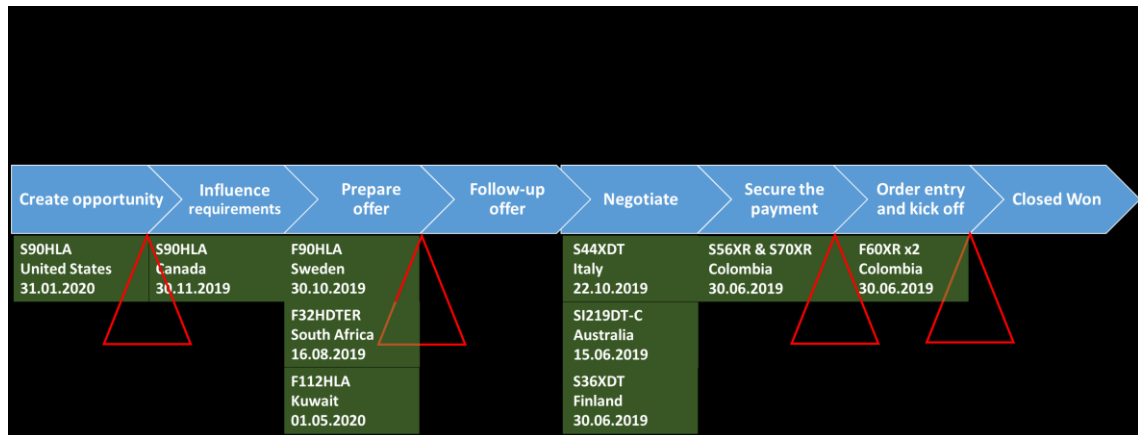 Create opportunity
Influence
requirements
Prepare
offer
Follow-up
offer
Negotiate
Secure the
payment
Order entry
and kick off
Closed Won
S90HLA
United States
31.01.2020
S90HLA
Canada
30.11.2019
F90HLA
Sweden
30.10.2019
F32HDTER
South Africa
16.08.2019
F112HLA
Kuwait
01.05.2020
S44XDT
Italy
22.10.2019
SI219DT-C
Australia
15.06.2019
S36XDT
Finland
30.06.2019
S56XR & S70XR
Colombia
30.06.2019
F60XR x2
Colombia
30.06.2019